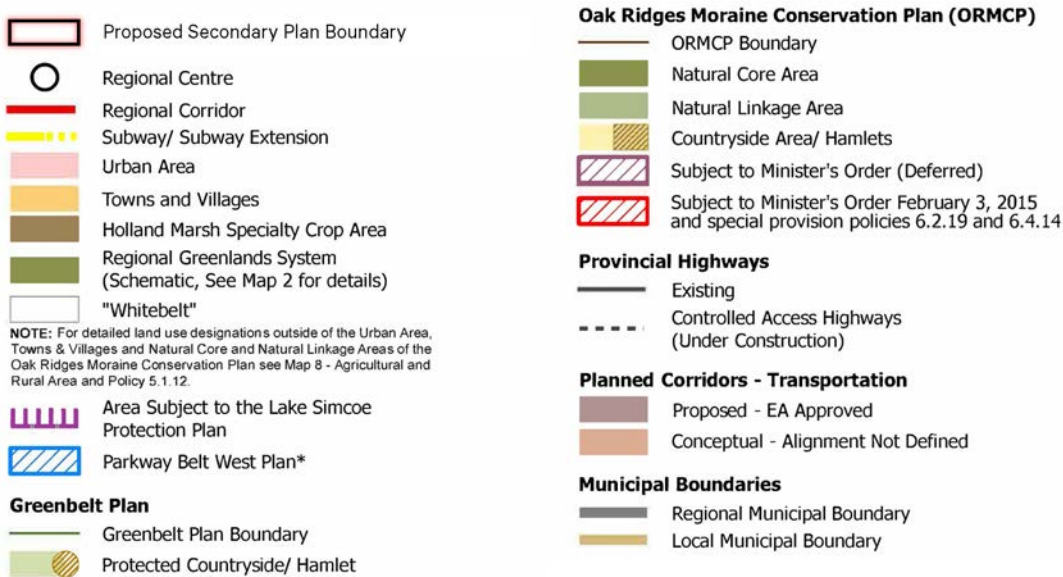 Proposed Secondary Plan Boundary
Regional Centre
Regional Corridor
Subway/ Subway Extension
Urban Area
Towns and Villages
Holland Marsh Specialty Crop Area
Regional Greenlands System
(Schematic, See Map 2 for details)
"Whitebelt"
NOTE: For detailed land use designations outside of the Urban Area,
Towns & Villages and Natural Core and Natural Linkage Areas of the
Oak Ridges Moraine Conservation Plan see Map 8 - Agricultural and
Rural Area and Policy 5.1.12.
Area Subject to the Lake Simcoe
Protection Plan
Parkway Belt West Plan*
Greenbelt Plan
Greenbelt Plan Boundary
Protected Countryside/ Hamlet
Oak Ridges Moraine Conservation Plan (ORMCP)
ORMCP Boundary
Natural Core Area
Natural Linkage Area
Countryside Area/ Hamlets
Subject to Minister's Order (Deferred)
Subject to Minister's Order February 3, 2015
and special provision policies 6.2.19 and 6.4.14
Provincial Highways
Existing
Controlled Access Highways
(Under Construction)
Planned Corridors - Transportation
Proposed - EA Approved
Conceptual - Alignment Not Defined
Municipal Boundaries
Regional Municipal Boundary
Local Municipal Boundary